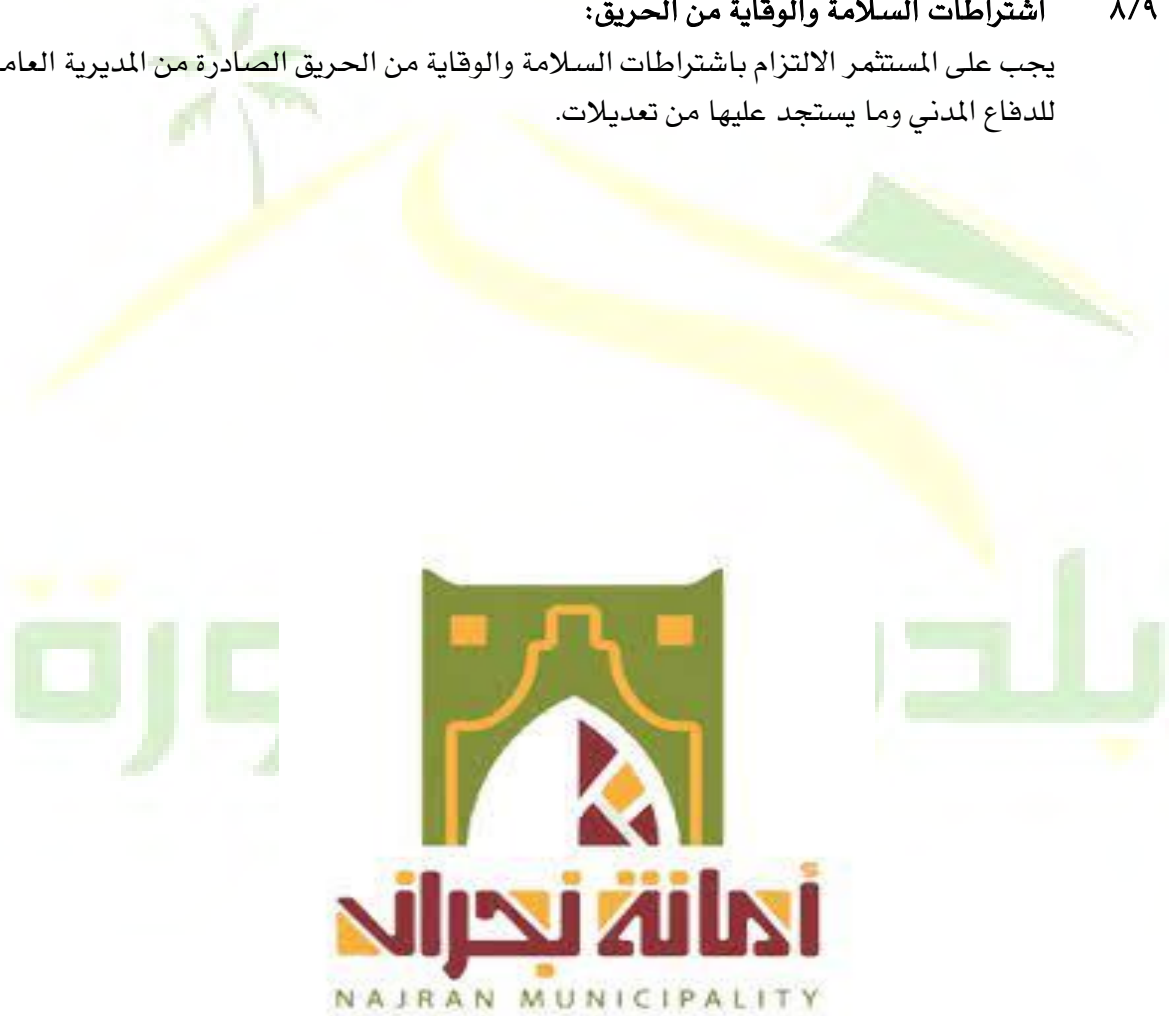 ٨/٩ اشتراطات السلامة والوقاية من الحريق:
يجب على المستثمر الالتزام باشتراطات السلامة والوقاية من الحريق الصادرة من المديرية العام
للدفاع المدني وما يستجد عليها من تعديلات.
أمانة نجران
NAJRAN MUNICIPALITY